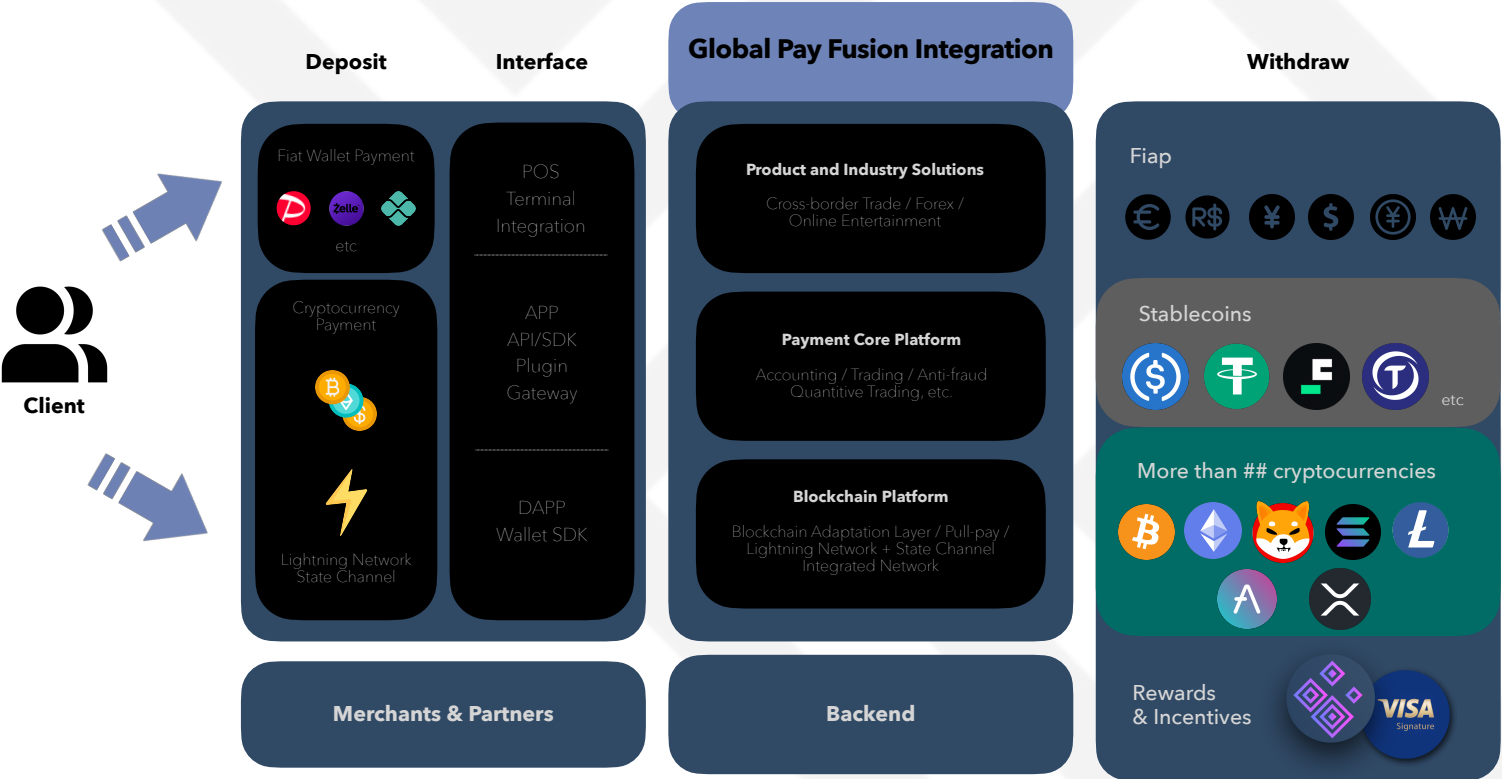 Client
Deposit
Interface
Fiat Wallet Payment
Zelle
etc
Cryptocurrency
Payment
Lightning Network
State Channel
POS
Terminal
Integration
APP
API/SDK
Plugin
Gateway
DAPP
Wallet SDK
Merchants & Partners
Global Pay Fusion Integration
Product and Industry Solutions
Cross-border Trade / Forex /
Online Entertainment
Payment Core Platform
Accounting / Trading / Anti-fraud
Quantitive Trading, etc.
Blockchain Platform
Blockchain Adaptation Layer / Pull-pay /
Lightning Network + State Channel
Integrated Network
Backend
Withdraw
Fiap
€ R$ ¥ $ ¥ ₩
Stablecoins
etc
More than ## cryptocurrencies
Rewards
& Incentives
VISA
Signature